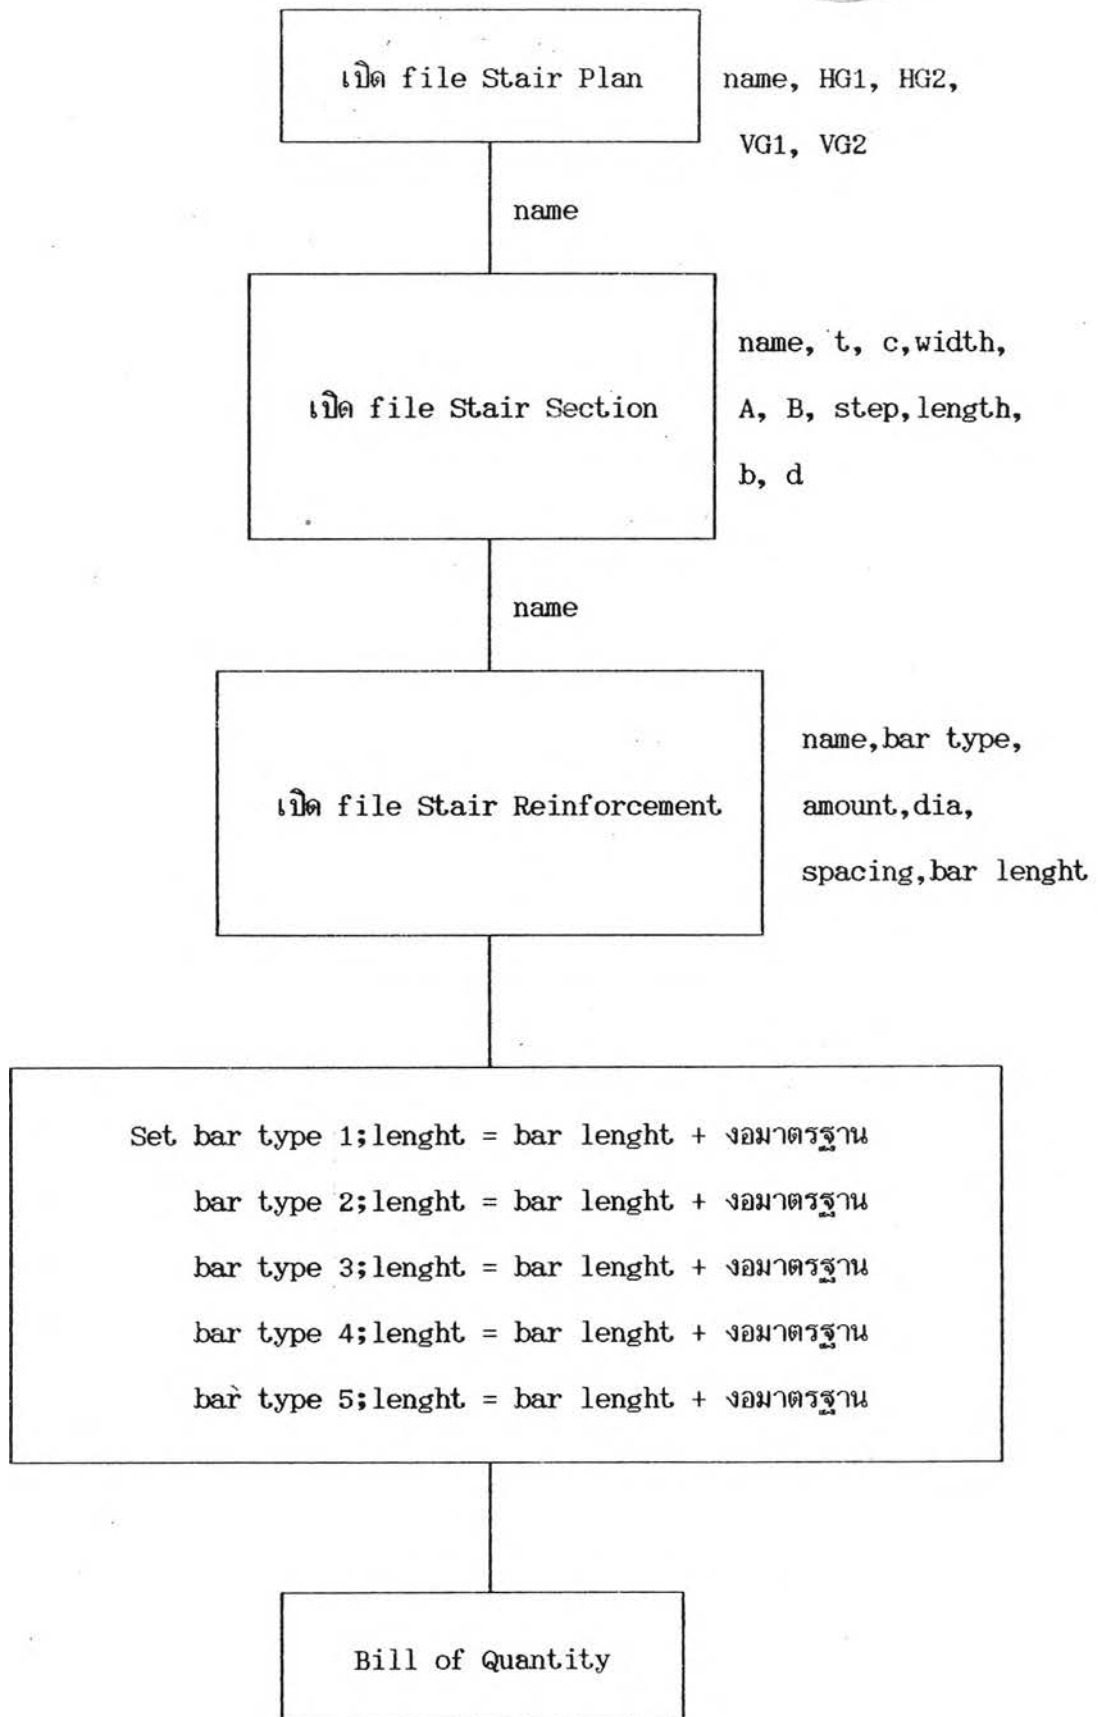 เปิด file Stair Plan
name, HG1, HG2,
VG1, VG2
name
เปิด file Stair Section
name, t, c,width,
A, B, step,length,
b, d
name
เปิด file Stair Reinforcement
name,bar type,
amount,dia,
spacing,bar lenght
Set bar type 1;lenght = bar lenght + งอมาตรฐาน
bar type 2;lenght = bar lenght + งอมาตรฐาน
bar type 3;lenght = bar lenght + งอมาตรฐาน
bar type 4;lenght = bar lenght + งอมาตรฐาน
bar type 5;lenght = bar lenght + งอมาตรฐาน
Bill of Quantity